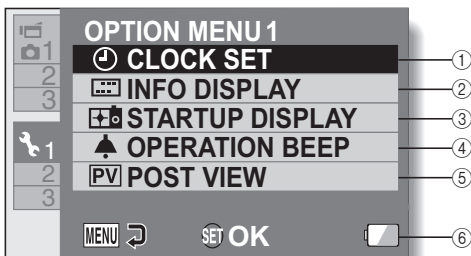 OPTION MENU 1
CLOCK SET ①
INFO DISPLAY ②
STARTUP DISPLAY ③
OPERATION BEEP ④
PV POST VIEW ⑤
1
2
3
1
2
3
MENU SET OK ⑥